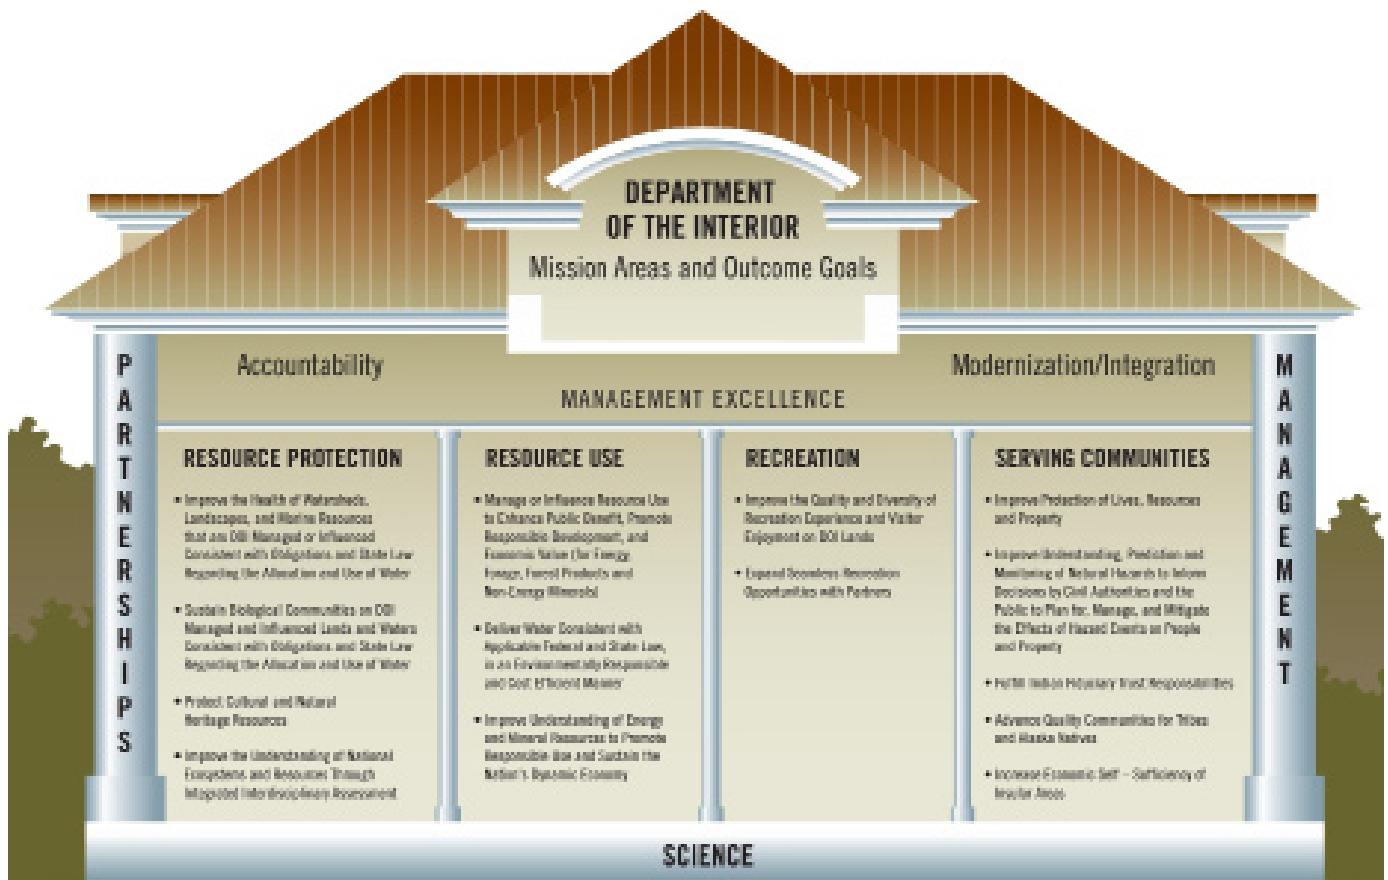 DEPARTMENT
OF THE INTERIOR
Mission Areas and Outcome Goals
Accountability
Modernization/Integration
MANAGEMENT EXCELLENCE
PARTNERSHIPS
MANAGEMENT
RESOURCE PROTECTION
• Improve the Health of Watersheds,
Landscapes, and Marine Resources
that are DOI Managed or Influenced
Consistent with Obligations and State Law
Regarding the Allocation and Use of Water
• Sustain Biological Communities on DOI
Managed and Influenced Lands and Waters
Consistent with Obligations and State Law
Regarding the Allocation and Use of Water
• Protect Cultural and Natural
Heritage Resources
• Improve the Understanding of National
Ecosystems and Resources Through
Integrated Interdisciplinary Assessment
RESOURCE USE
• Manage or Influence Resource Use
to Enhance Public Benefit, Promote
Responsible Development, and
Economic Value (for Energy,
Forage, Forest Products and
Non-Energy Minerals)
• Deliver Water Consistent with
Applicable Federal and State Law,
in an Environmentally Responsible
and Cost Efficient Manner
• Improve Understanding of Energy
and Mineral Resources to Promote
Responsible Use and Sustain the
Nation's Dynamic Economy
RECREATION
• Improve the Quality and Diversity of
Recreation Experience and Visitor
Enjoyment on DOI Lands
• Expand Seamless Recreation
Opportunities with Partners
SERVING COMMUNITIES
• Improve Protection of Lives, Resources
and Property
• Improve Understanding, Prediction and
Monitoring of Natural Hazards to Inform
Decisions by Civil Authorities and the
Public to Plan for, Manage, and Mitigate
the Effects of Hazard Events on People
and Property
• Fulfill Indian Fiduciary Trust Responsibilities
• Advance Quality Communities for Tribes
and Alaska Natives
• Increase Economic Self – Sufficiency of
Insular Areas
SCIENCE